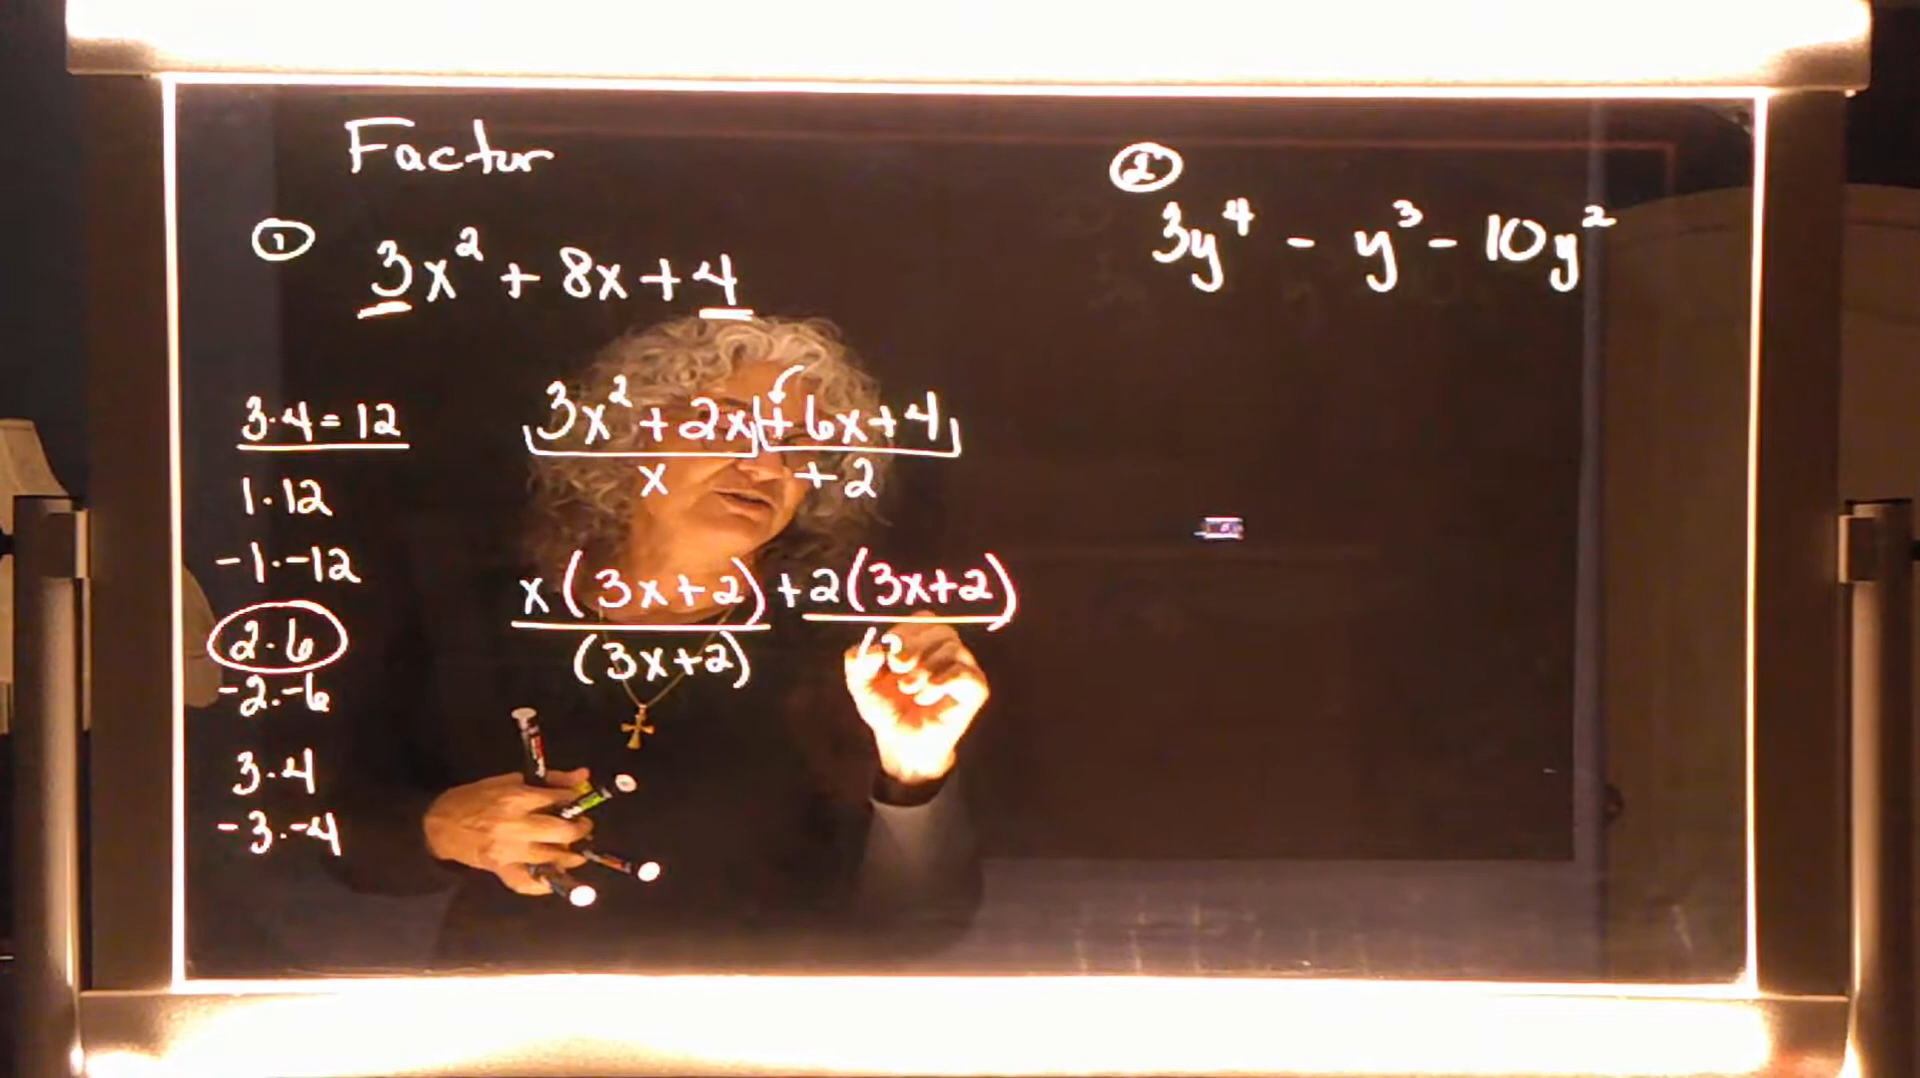 Factor
① 3x² + 8x + 4
3·4 = 12
1·12
-1·-12
2·6
-2·-6
3·4
-3·-4
3x² + 2x + 6x + 4
x + 2
x(3x+2) + 2(3x+2)
(3x+2) (3
②
3y⁴ - y³ - 10y²